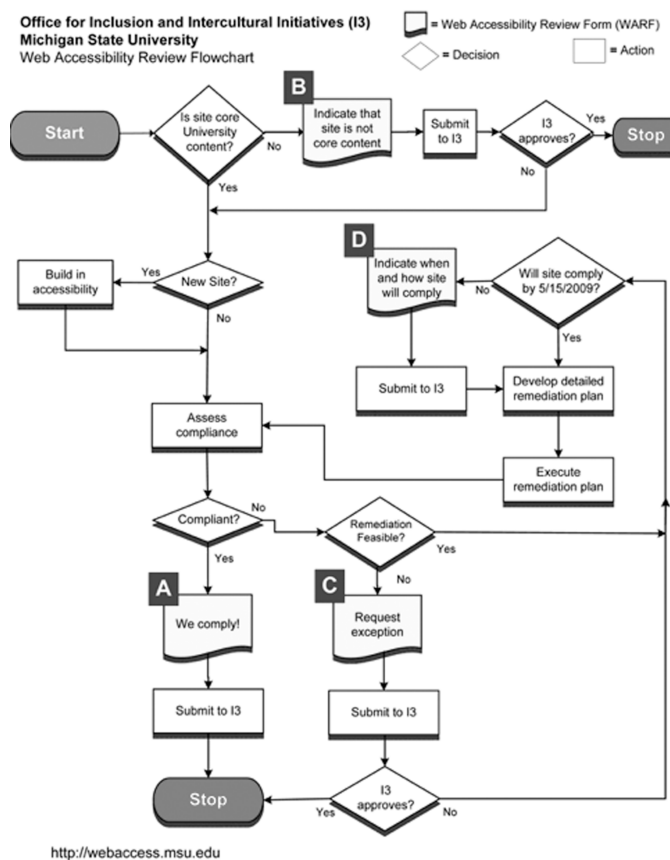 Office for Inclusion and Intercultural Initiatives (I3)
Michigan State University
Web Accessibility Review Flowchart
= Web Accessibility Review Form (WARF)
= Decision
= Action
Start
Is site core
University
content?
No
Yes
B
Indicate that
site is not
core content
Submit
to I3
I3
approves?
Yes
No
Stop
New Site?
Yes
No
Build in
accessibility
D
Indicate when
and how site
will comply
No
Will site comply
by 5/15/2009?
Yes
Submit to I3
Develop detailed
remediation plan
Execute
remediation plan
Assess
compliance
Compliant?
No
Yes
Remediation
Feasible?
Yes
No
A
We comply!
C
Request
exception
Submit to I3
Submit to I3
Stop
Yes
I3
approves?
No
http://webaccess.msu.edu